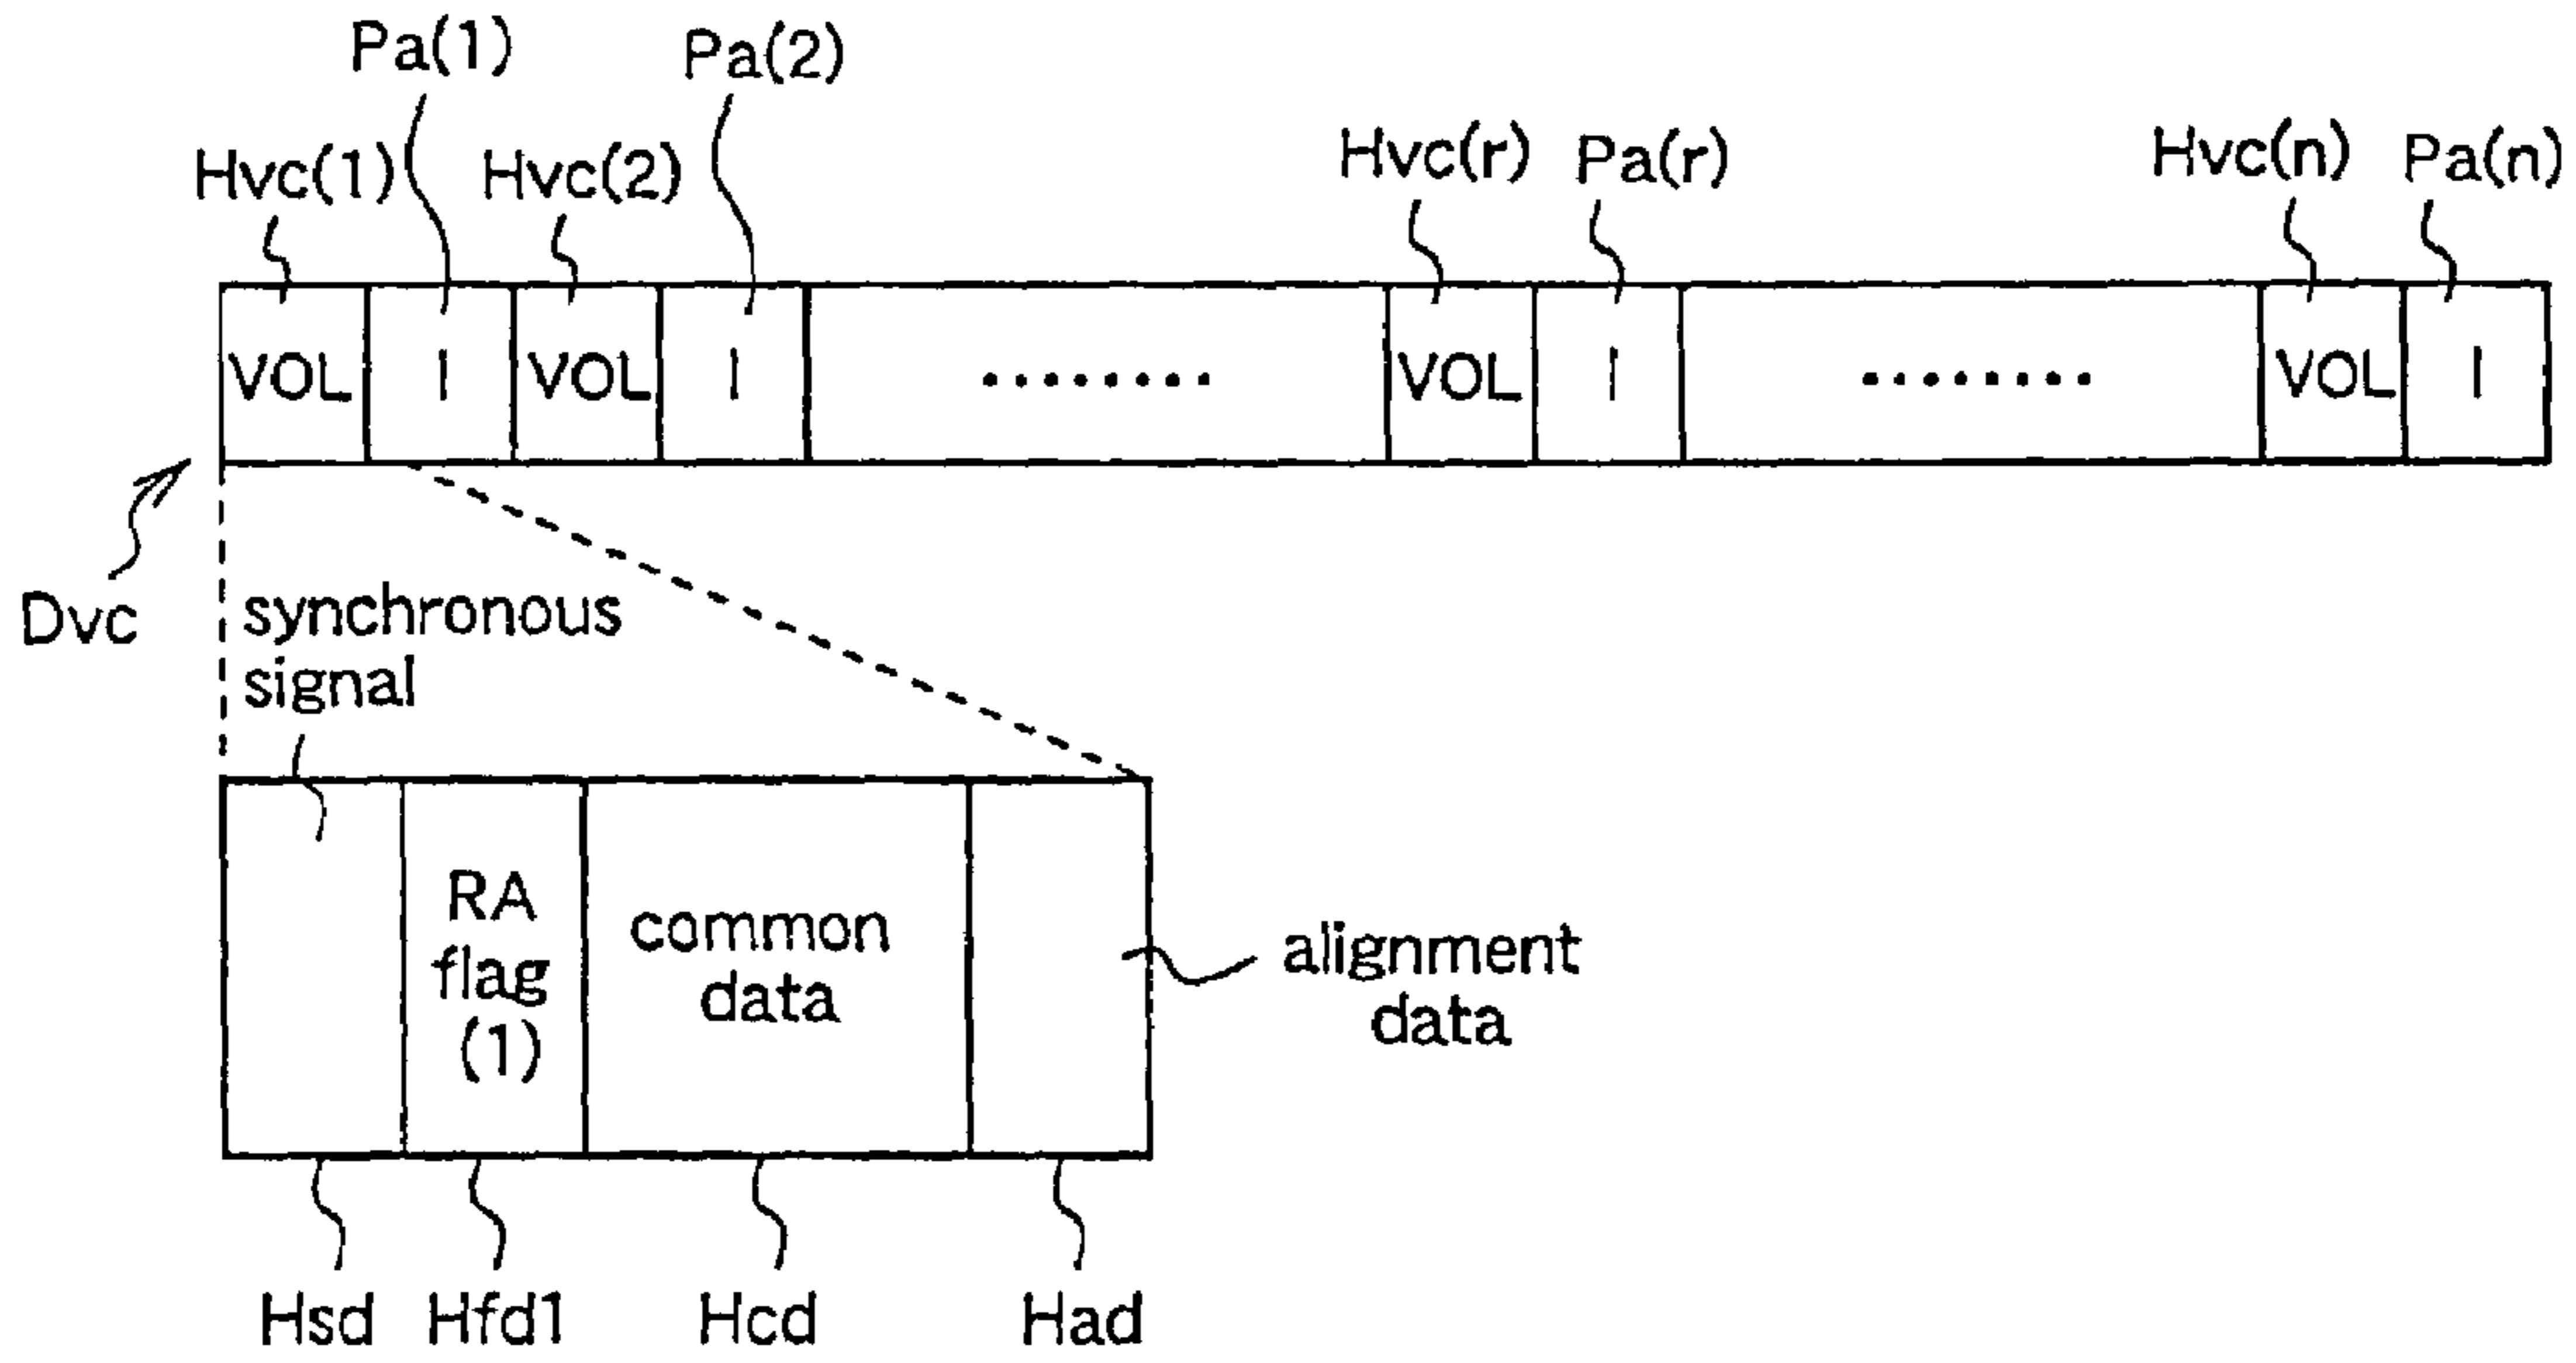 Pa(1) Pa(2)
Hvc(1) Hvc(2) Hvc(r) Pa(r) Hvc(n) Pa(n)
VOL I VOL I ········ VOL I ········ VOL I
Dvc
synchronous
signal
RA
flag
(1)
common
data
alignment
data
Hsd Hfd1 Hcd Had